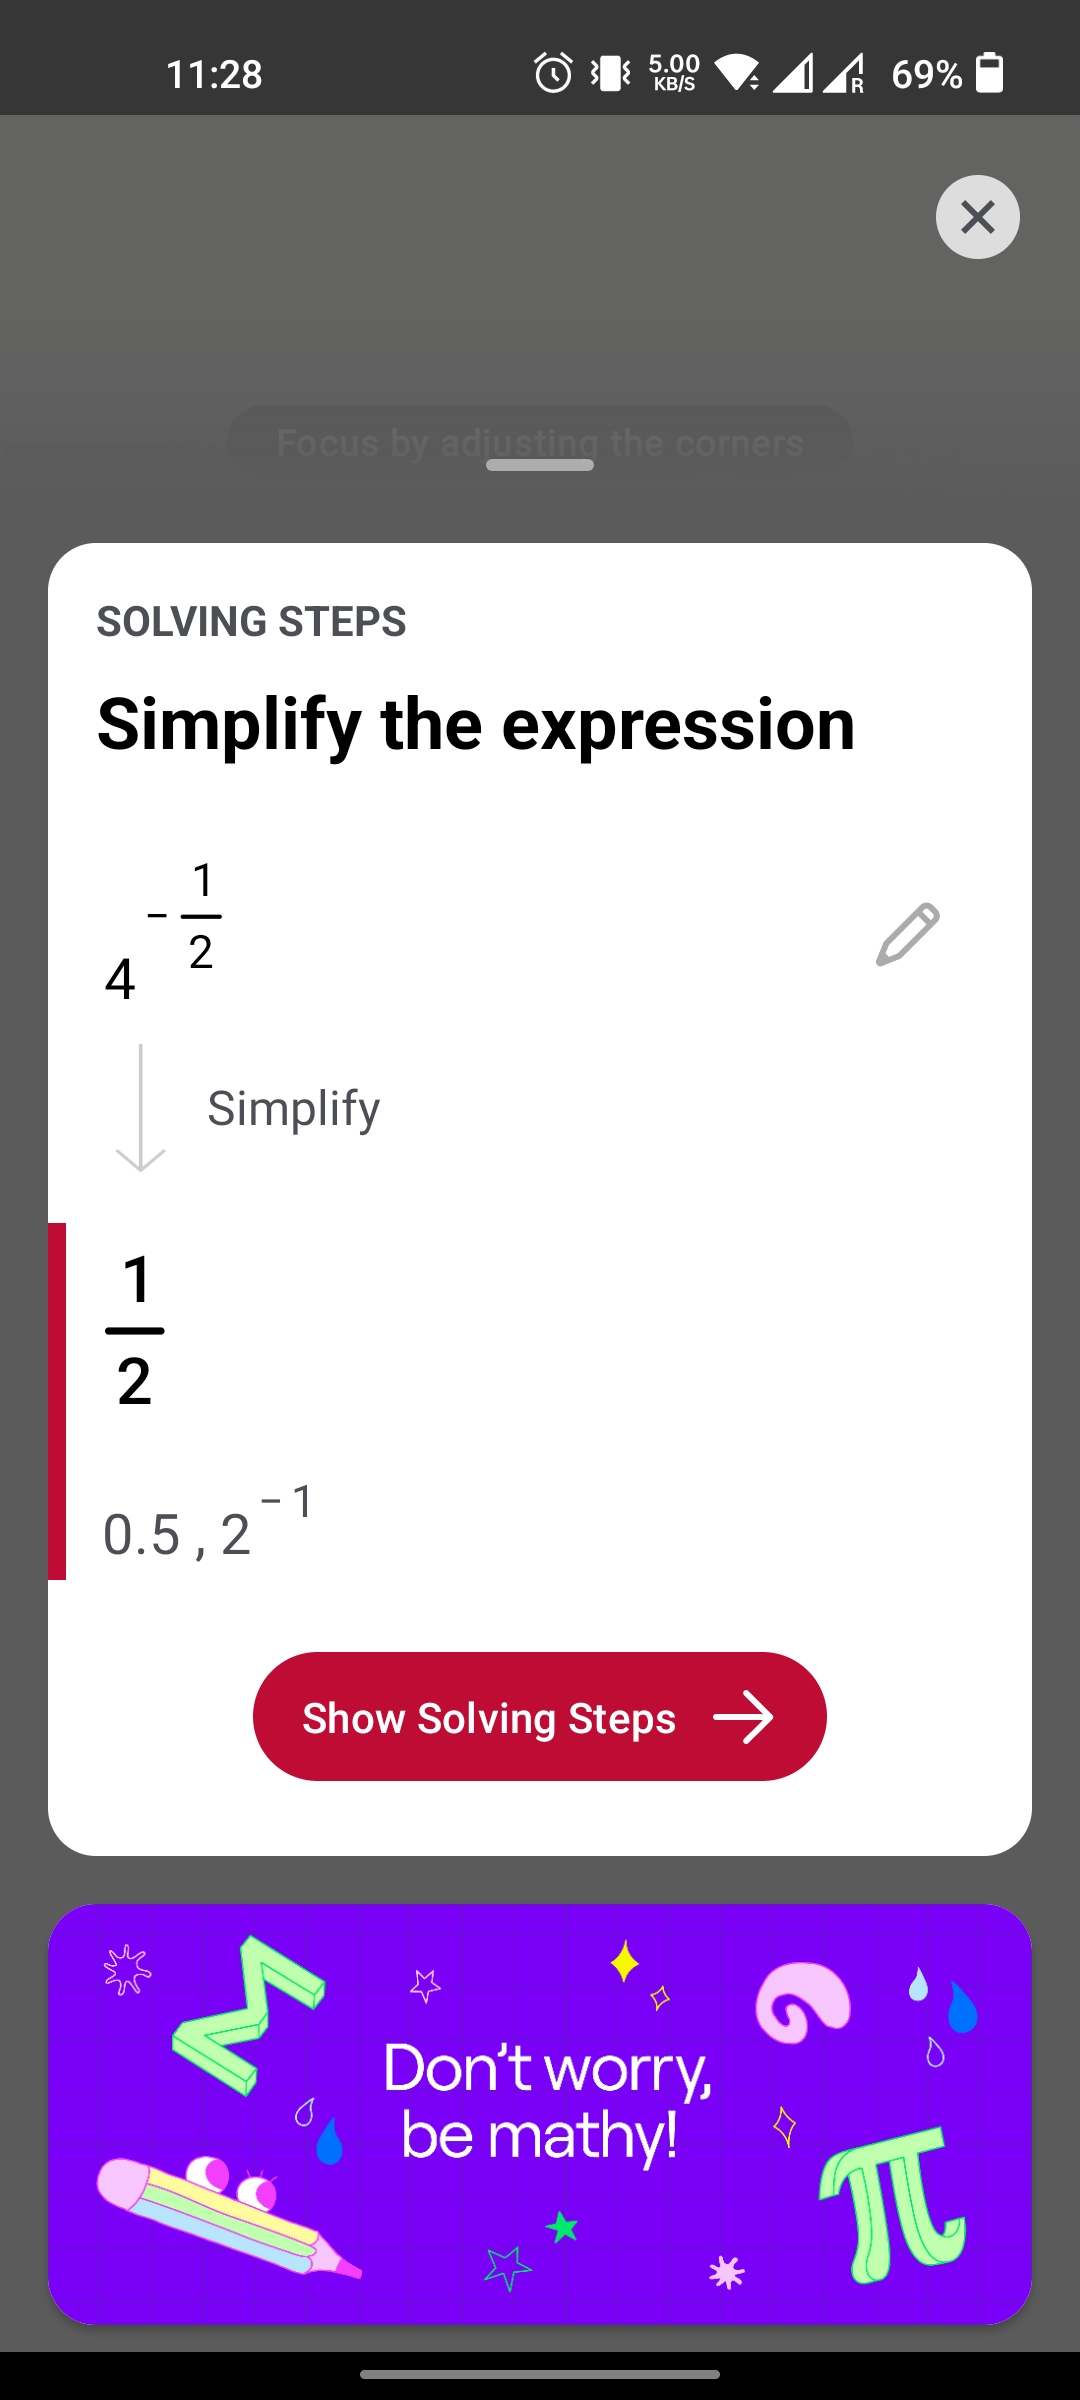 11:28 5.00 KB/S R 69%
Focus by adjusting the corners
SOLVING STEPS
Simplify the expression
4^{-\frac{1}{2}}
Simplify
\frac{1}{2}
0.5 , 2^{-1}
Show Solving Steps
Don't worry,
be mathy!